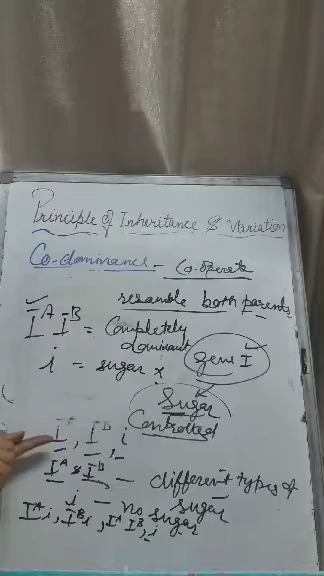 Principle of Inheritance & Variation
Co-dominance - Co-operate
resemble both parents
I^A I^B = Completely dominant
gene I
i = sugar x
Sugar
Controlled
I^A, I^B, i
I^A & I^B - different types of sugar
i - no sugar
I^A i, I^B i, I^A I^B, i